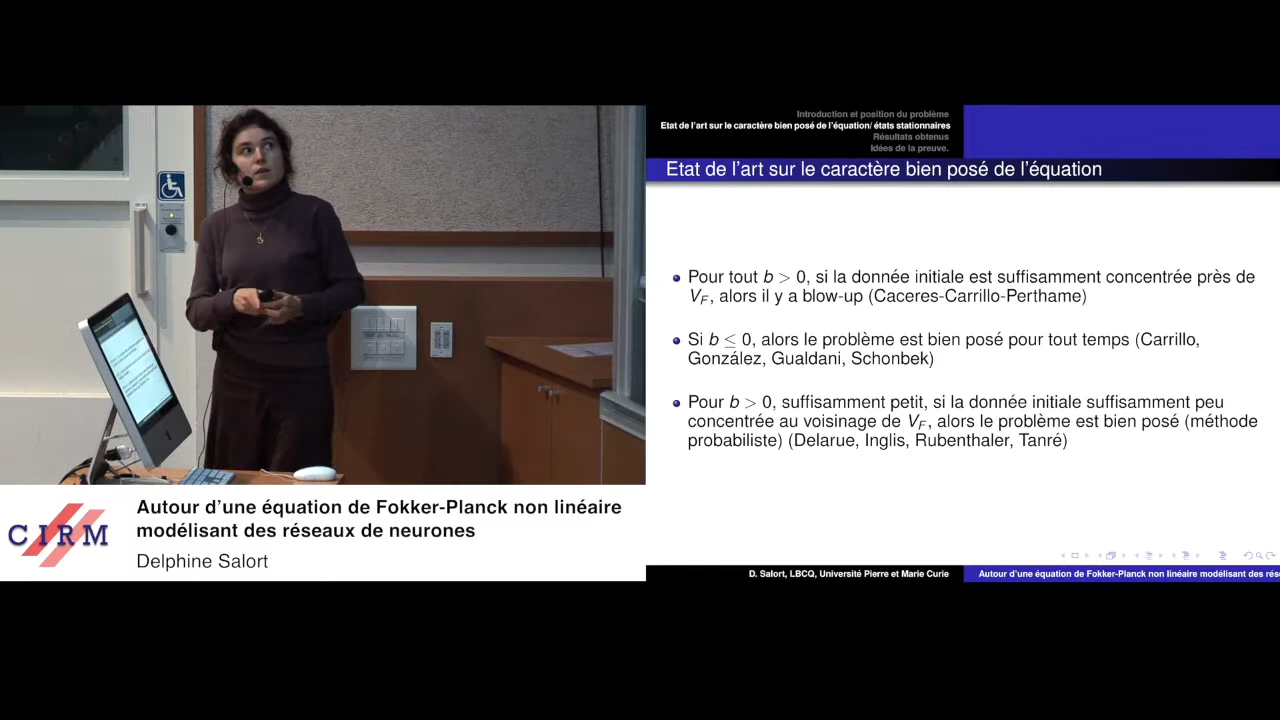 Introduction et position du problème
Etat de l'art sur le caractère bien posé de l'équation/ états stationnaires
Résultats obtenus
Idées de la preuve.
Etat de l'art sur le caractère bien posé de l'équation
Pour tout b > 0, si la donnée initiale est suffisamment concentrée près de
V_F, alors il y a blow-up (Caceres-Carrillo-Perthame)
Si b ≤ 0, alors le problème est bien posé pour tout temps (Carrillo,
González, Gualdani, Schonbek)
Pour b > 0, suffisamment petit, si la donnée initiale suffisamment peu
concentrée au voisinage de V_F, alors le problème est bien posé (méthode
probabiliste) (Delarue, Inglis, Rubenthaler, Tanré)
D. Salort, LBCQ, Université Pierre et Marie Curie
Autour d'une équation de Fokker-Planck non linéaire modélisant des rés
CIRM
Autour d'une équation de Fokker-Planck non linéaire
modélisant des réseaux de neurones
Delphine Salort